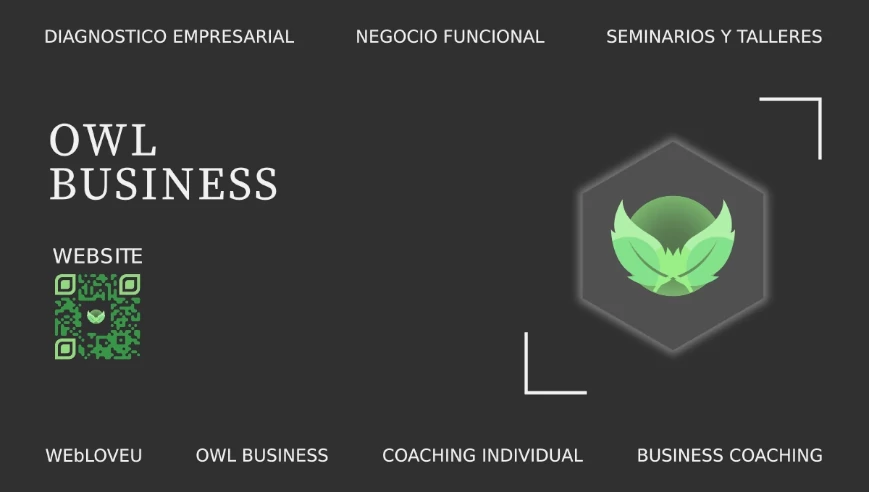 DIAGNOSTICO EMPRESARIAL NEGOCIO FUNCIONAL SEMINARIOS Y TALLERES
OWL
BUSINESS
WEBSITE
WEbLOVEU OWL BUSINESS COACHING INDIVIDUAL BUSINESS COACHING